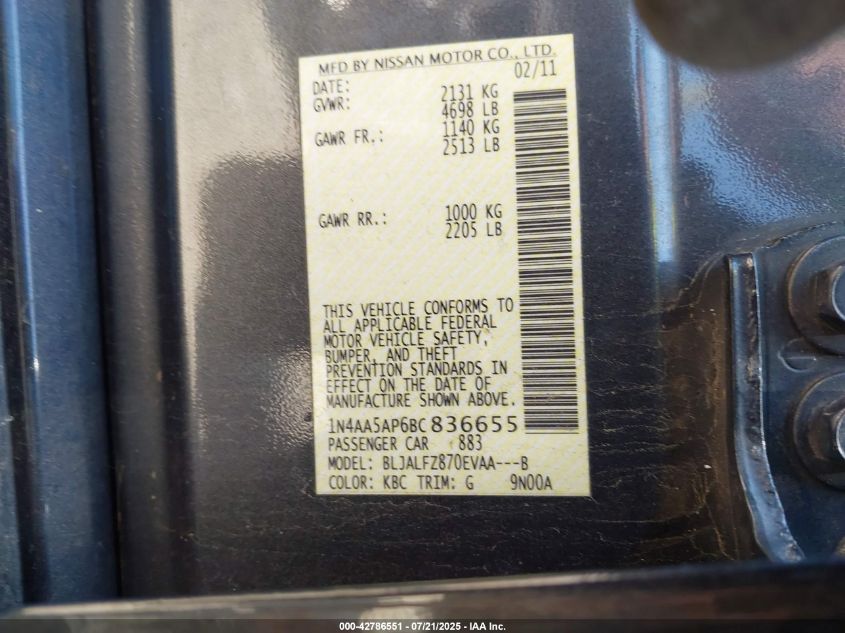 MFD BY NISSAN MOTOR CO., LTD.
DATE: 02/11
GVWR: 2131 KG
4698 LB
GAWR FR.: 1140 KG
2513 LB
GAWR RR.: 1000 KG
2205 LB
THIS VEHICLE CONFORMS TO
ALL APPLICABLE FEDERAL
MOTOR VEHICLE SAFETY,
BUMPER, AND THEFT
PREVENTION STANDARDS IN
EFFECT ON THE DATE OF
MANUFACTURE SHOWN ABOVE.
1N4AA5AP6BC836655
PASSENGER CAR 883
MODEL: BLJALFZ870EVAA---B
COLOR: KBC TRIM: G 9N00A
000-42786551 - 07/21/2025 - IAA Inc.